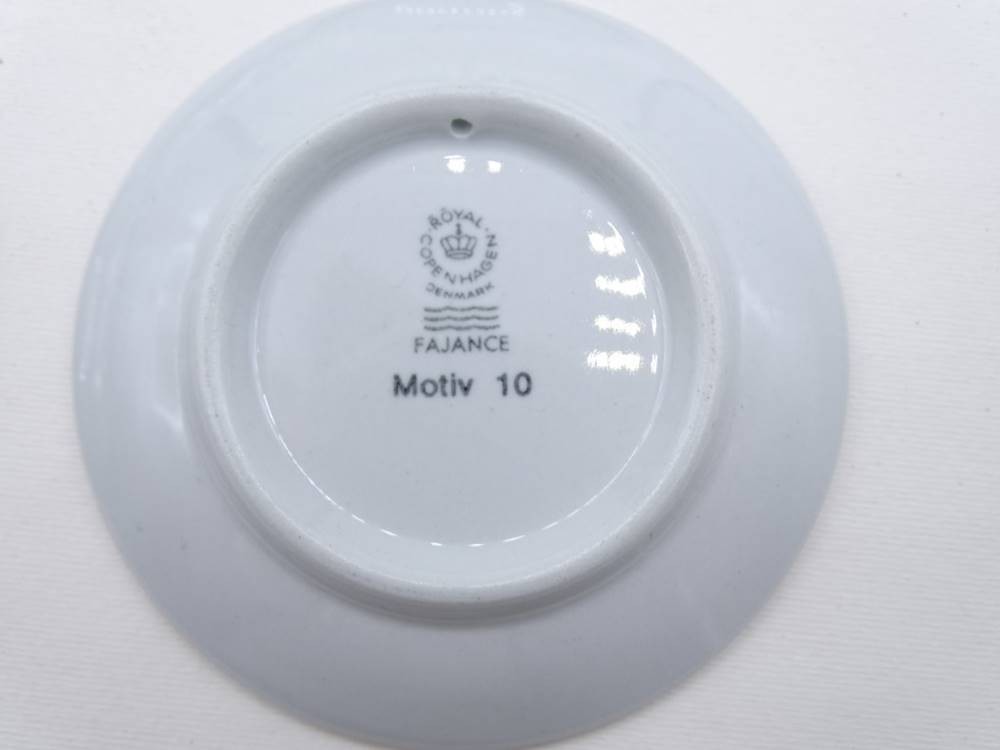 ROYAL
COPENHAGEN
DENMARK
FAJANCE
Motiv 10